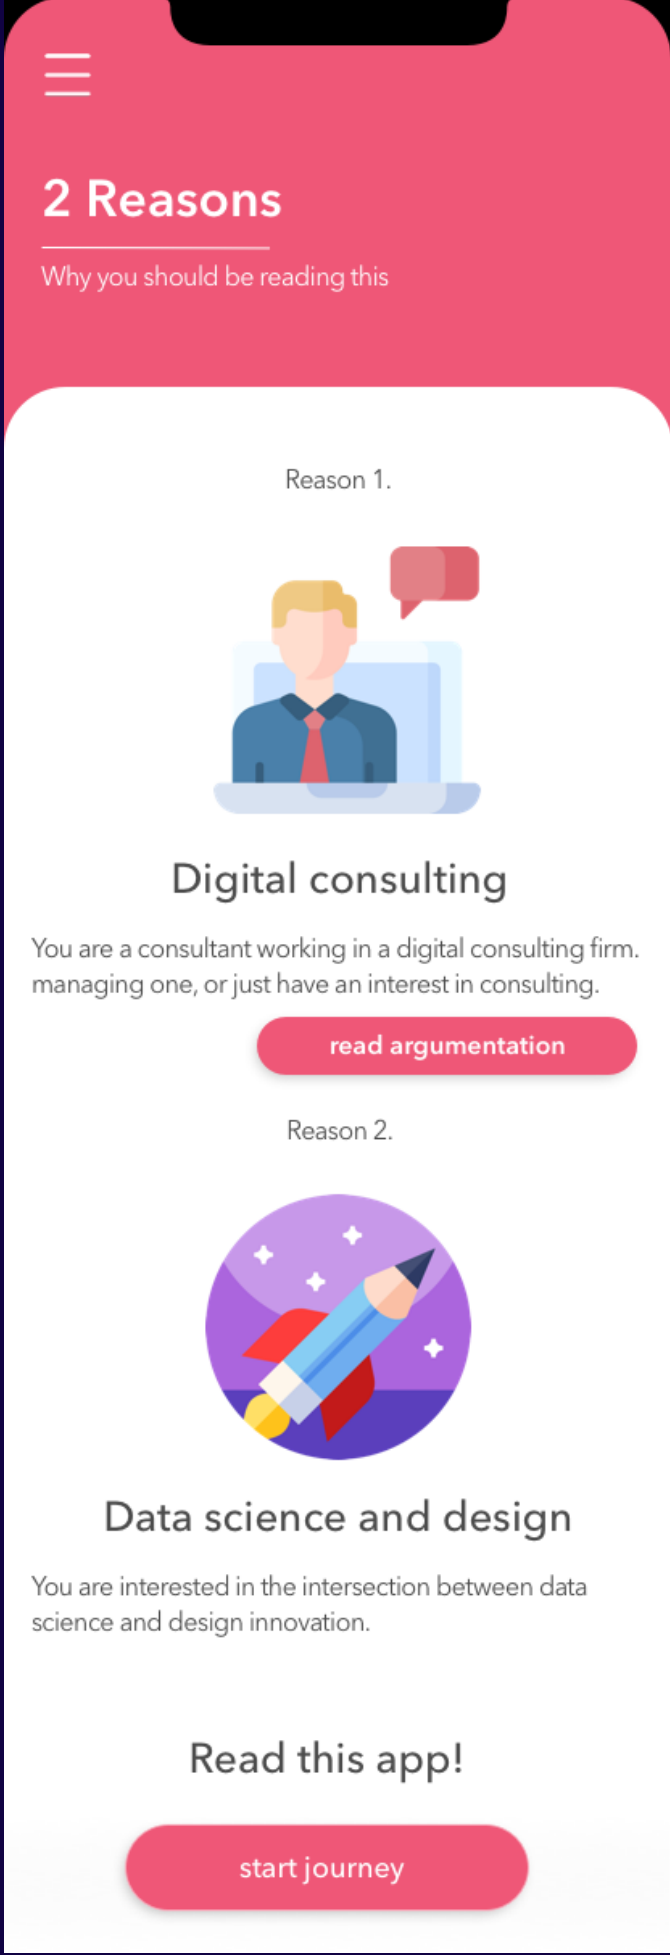 2 Reasons
Why you should be reading this
Reason 1.
Digital consulting
You are a consultant working in a digital consulting firm.
managing one, or just have an interest in consulting.
read argumentation
Reason 2.
Data science and design
You are interested in the intersection between data
science and design innovation.
Read this app!
start journey